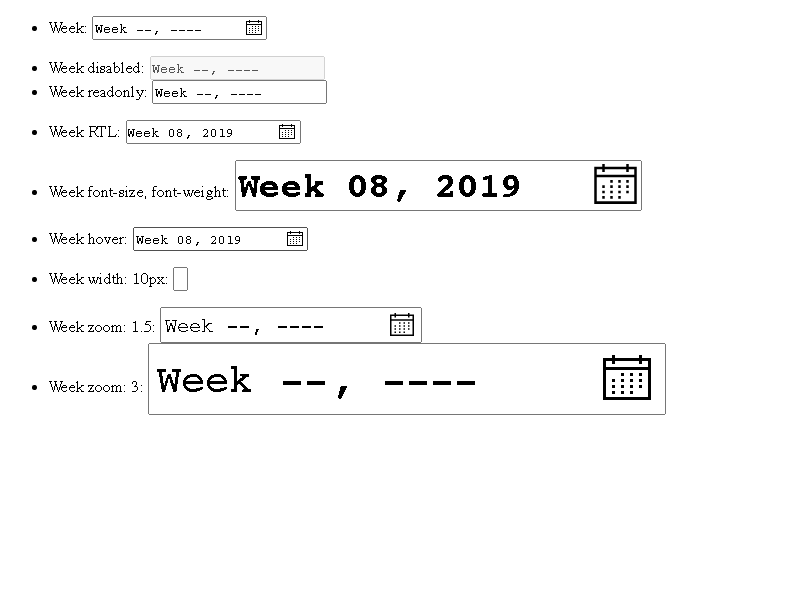 Week: Week --, ----
Week disabled: Week --, ----
Week readonly: Week --, ----
Week RTL: Week 08, 2019
Week font-size, font-weight: Week 08, 2019
Week hover: Week 08, 2019
Week width: 10px:
Week zoom: 1.5: Week --, ----
Week zoom: 3: Week --, ----